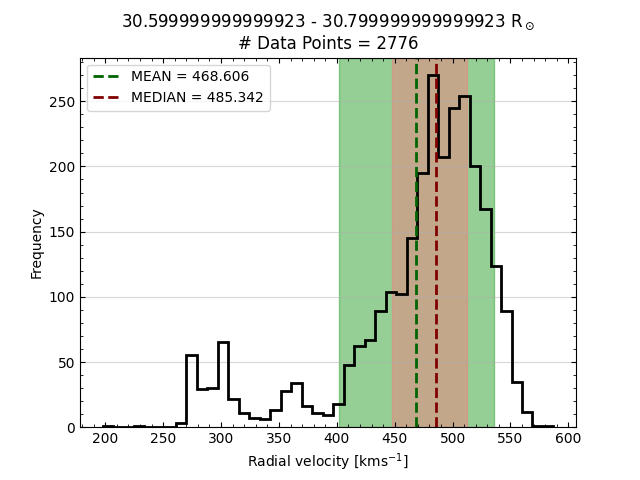 30.599999999999923 - 30.799999999999923 R⊙
# Data Points = 2776
MEAN = 468.606
MEDIAN = 485.342
250
200
150
100
50
0
Frequency
200 250 300 350 400 450 500 550 600
Radial velocity [kms⁻¹]